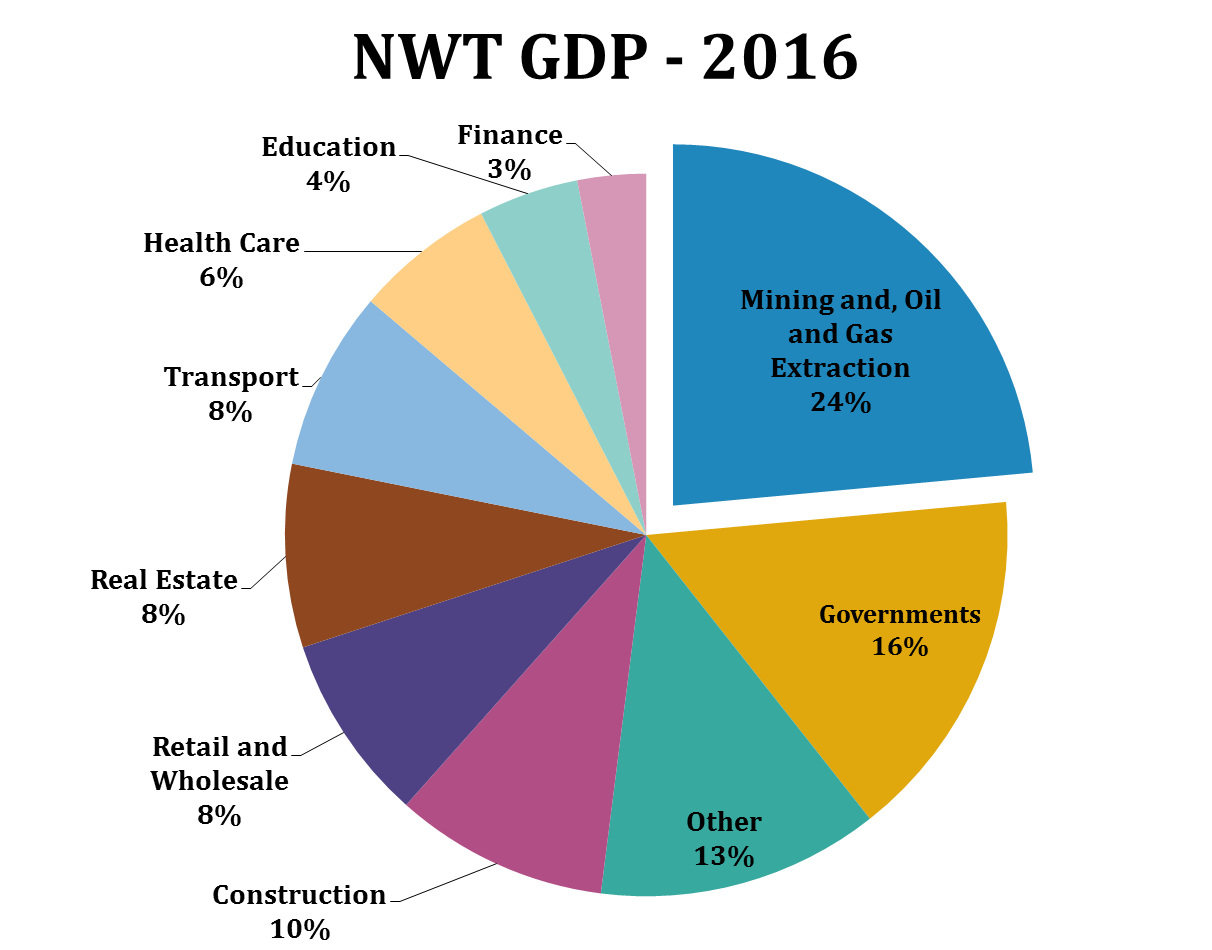 NWT GDP - 2016
Finance
3%
Education
4%
Health Care
6%
Transport
8%
Real Estate
8%
Retail and
Wholesale
8%
Construction
10%
Other
13%
Governments
16%
Mining and, Oil
and Gas
Extraction
24%